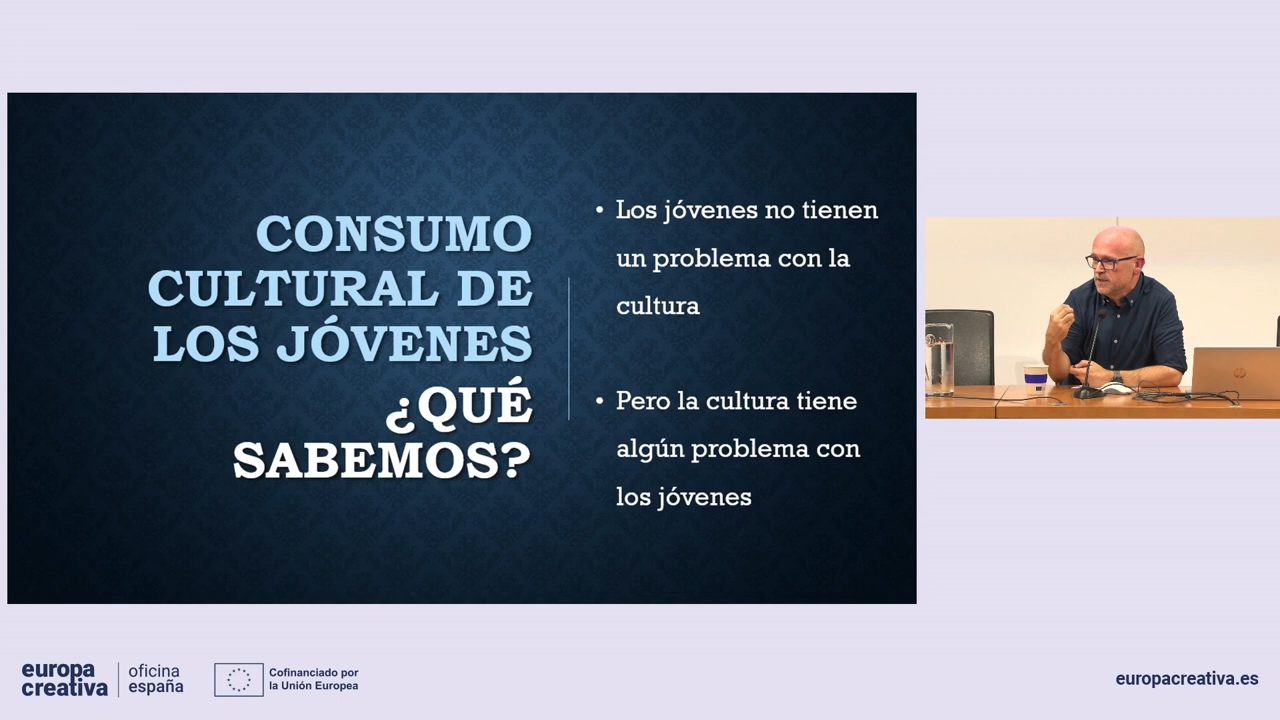 CONSUMO
CULTURAL DE
LOS JÓVENES
¿QUÉ
SABEMOS?
• Los jóvenes no tienen
un problema con la
cultura
• Pero la cultura tiene
algún problema con
los jóvenes
europa
creativa
oficina
españa
Cofinanciado por
la Unión Europea
europacreativa.es